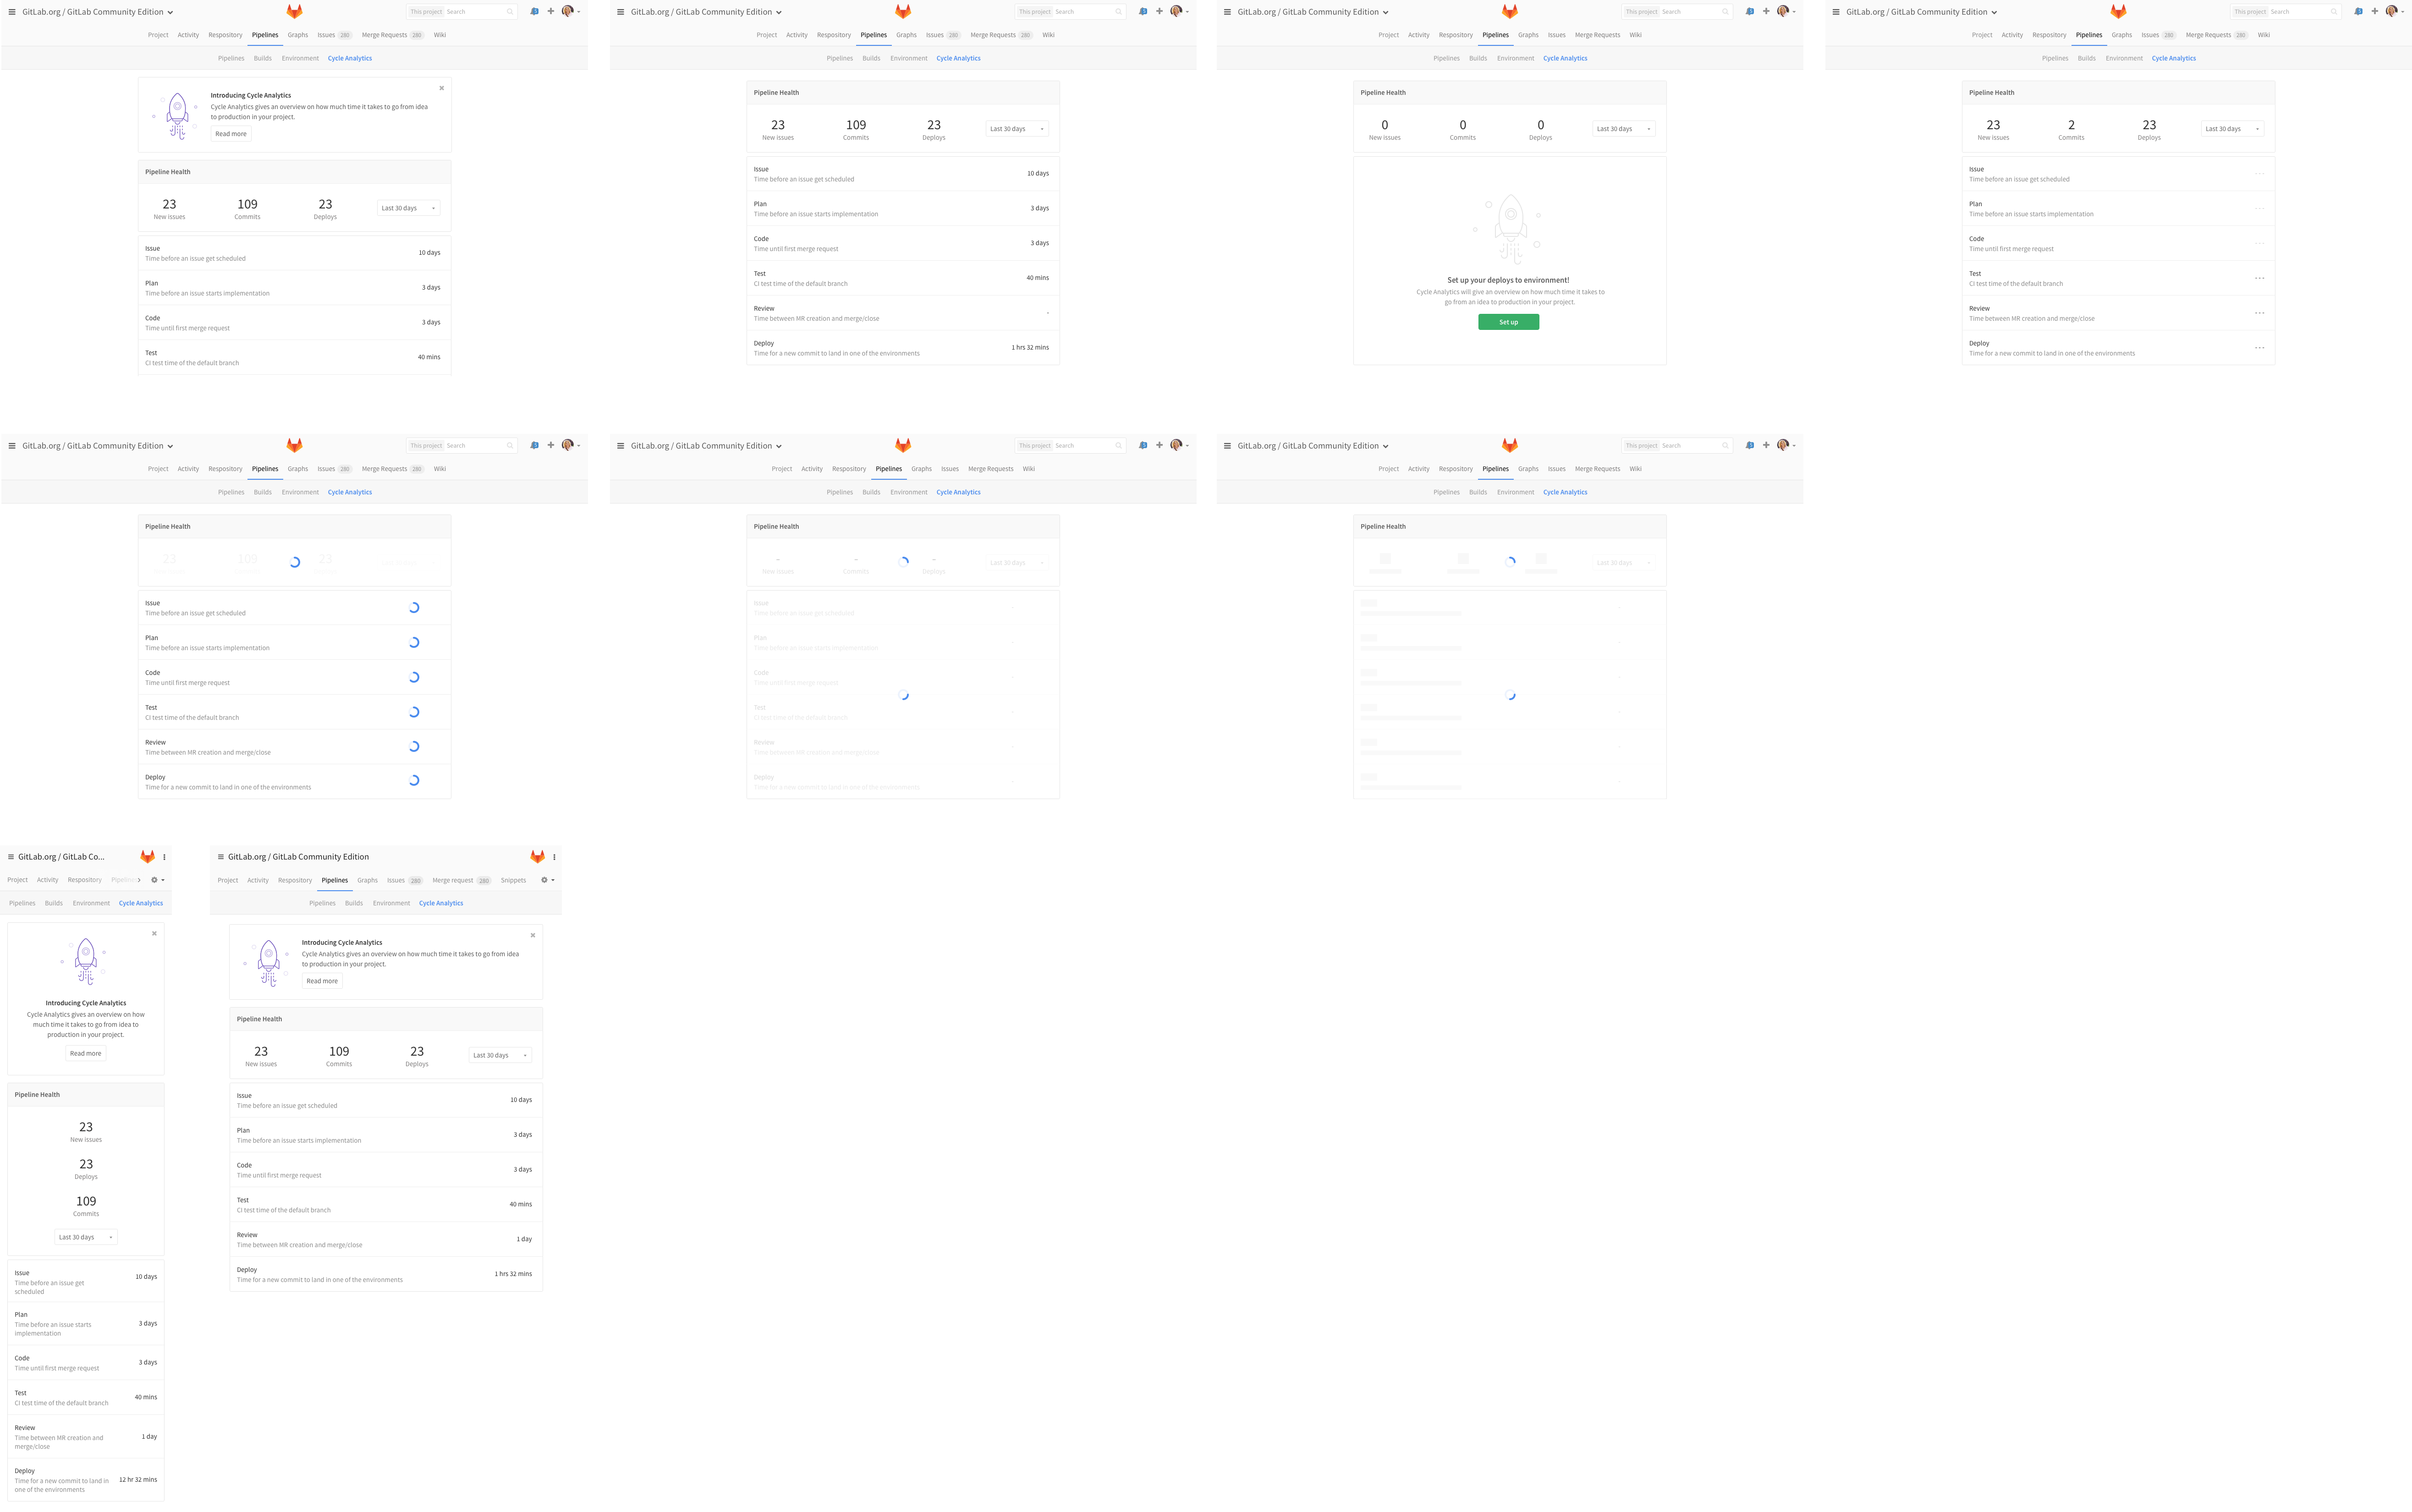 GitLab.org / GitLab Community Edition
This project Search
Project Activity Respository Pipelines Graphs Issues 280 Merge Requests 280 Wiki
Pipelines Builds Environment Cycle Analytics
Introducing Cycle Analytics
Cycle Analytics gives an overview on how much time it takes to go from idea
to production in your project.
Read more
Pipeline Health
23 109 23 Last 30 days
New issues Commits Deploys
Issue
Time before an issue get scheduled
10 days
Plan
Time before an issue starts implementation
3 days
Code
Time until first merge request
3 days
Test
CI test time of the default branch
40 mins
GitLab.org / GitLab Community Edition
This project Search
Project Activity Respository Pipelines Graphs Issues 280 Merge Requests 280 Wiki
Pipelines Builds Environment Cycle Analytics
Pipeline Health
23 109 23 Last 30 days
New issues Commits Deploys
Issue
Time before an issue get scheduled
10 days
Plan
Time before an issue starts implementation
3 days
Code
Time until first merge request
3 days
Test
CI test time of the default branch
40 mins
Review
Time between MR creation and merge/close
-
Deploy
Time for a new commit to land in one of the environments
1 hrs 32 mins
GitLab.org / GitLab Community Edition
This project Search
Project Activity Respository Pipelines Graphs Issues Merge Requests Wiki
Pipelines Builds Environment Cycle Analytics
Pipeline Health
0 0 0 Last 30 days
New issues Commits Deploys
Set up your deploys to environment!
Cycle Analytics will give an overview on how much time it takes to
go from an idea to production in your project.
Set up
GitLab.org / GitLab Community Edition
This project Search
Project Activity Respository Pipelines Graphs Issues 280 Merge Requests 280 Wiki
Pipelines Builds Environment Cycle Analytics
Pipeline Health
23 2 23 Last 30 days
New issues Commits Deploys
Issue
Time before an issue get scheduled
---
Plan
Time before an issue starts implementation
---
Code
Time until first merge request
---
Test
CI test time of the default branch
---
Review
Time between MR creation and merge/close
---
Deploy
Time for a new commit to land in one of the environments
---
GitLab.org / GitLab Community Edition
This project Search
Project Activity Respository Pipelines Graphs Issues 280 Merge Requests 280 Wiki
Pipelines Builds Environment Cycle Analytics
Pipeline Health
23 109 23
Issue
Time before an issue get scheduled
Plan
Time before an issue starts implementation
Code
Time until first merge request
Test
CI test time of the default branch
Review
Time between MR creation and merge/close
Deploy
Time for a new commit to land in one of the environments
GitLab.org / GitLab Community Edition
This project Search
Project Activity Respository Pipelines Graphs Issues Merge Requests Wiki
Pipelines Builds Environment Cycle Analytics
Pipeline Health
- - - Last 30 days
New issues Commits Deploys
Issue
Time before an issue get scheduled
-
Plan
Time before an issue starts implementation
-
Code
Time until first merge request
-
Test
CI test time of the default branch
Review
Time between MR creation and merge/close
-
Deploy
Time for a new commit to land in one of the environments
-
GitLab.org / GitLab Community Edition
This project Search
Project Activity Respository Pipelines Graphs Issues Merge Requests Wiki
Pipelines Builds Environment Cycle Analytics
Pipeline Health
Last 30 days
GitLab.org / GitLab Co...
Project Activity Respository Pipelines
Pipelines Builds Environment Cycle Analytics
Introducing Cycle Analytics
Cycle Analytics gives an overview on how
much time it takes to go from idea to
production in your project.
Read more
Pipeline Health
23
New issues
23
Deploys
109
Commits
Last 30 days
Issue
Time before an issue get
scheduled
10 days
Plan
Time before an issue starts
implementation
3 days
Code
Time until first merge request
3 days
Test
CI test time of the default branch
40 mins
Review
Time between MR creation and
merge/close
1 day
Deploy
Time for a new commit to land in
one of the environments
12 hr 32 mins
GitLab.org / GitLab Community Edition
Project Activity Respository Pipelines Graphs Issues 280 Merge request 280 Snippets
Pipelines Builds Environment Cycle Analytics
Introducing Cycle Analytics
Cycle Analytics gives an overview on how much time it takes to go from idea
to production in your project.
Read more
Pipeline Health
23 109 23 Last 30 days
New issues Commits Deploys
Issue
Time before an issue get scheduled
10 days
Plan
Time before an issue starts implementation
3 days
Code
Time until first merge request
3 days
Test
CI test time of the default branch
40 mins
Review
Time between MR creation and merge/close
1 day
Deploy
Time for a new commit to land in one of the environments
1 hrs 32 mins